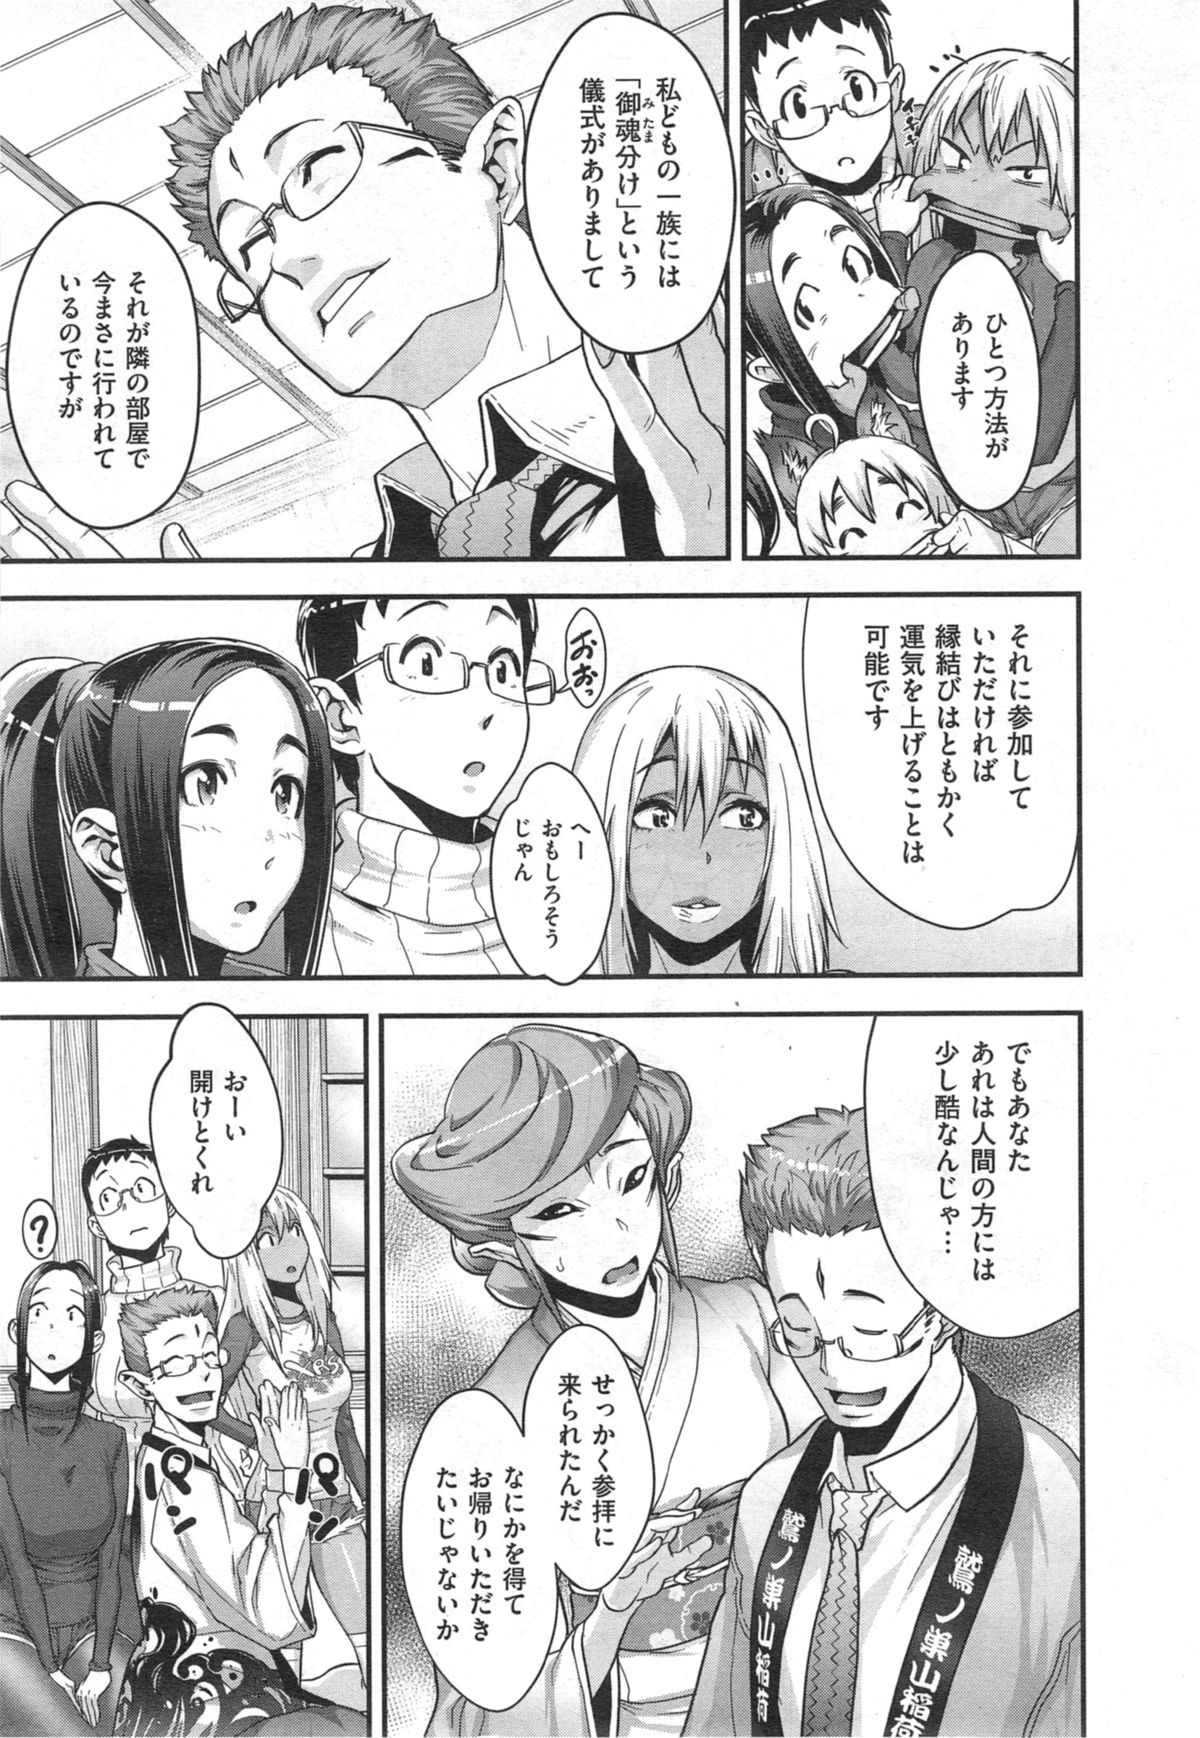 ひとつ方法が
あります
私どもの一族には
「御魂分け」という
みたま
儀式がありまして
それが隣の部屋で
今まさに行われて
いるのですが
それに参加して
いただければ
縁結びはともかく
運気を上げることは
可能です
おおっ
へー
おもしろそう
じゃん
でもあなた
あれは人間の方には
少し酷なんじゃ…
せっかく参拝に
来られたんだ
なにかを得て
お帰りいただき
たいじゃないか
鷲ノ巣山稲荷
鷲ノ巣山稲荷
おーい
開けとくれ
?
パン
パン
RS